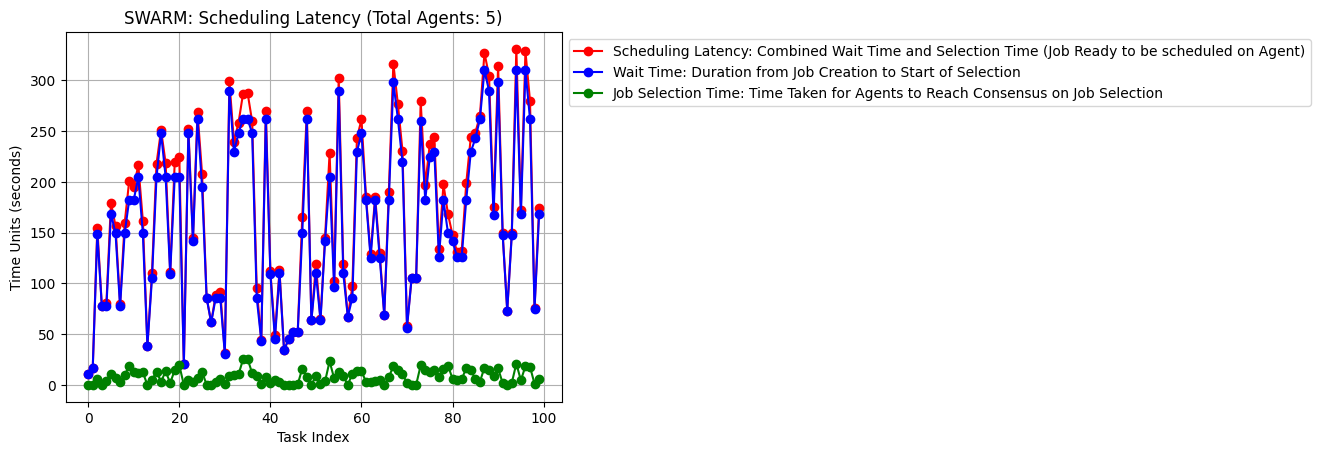 SWARM: Scheduling Latency (Total Agents: 5)
Scheduling Latency: Combined Wait Time and Selection Time (Job Ready to be scheduled on Agent)
Wait Time: Duration from Job Creation to Start of Selection
Job Selection Time: Time Taken for Agents to Reach Consensus on Job Selection
Time Units (seconds)
300
250
200
150
100
50
0
0 20 40 60 80 100
Task Index